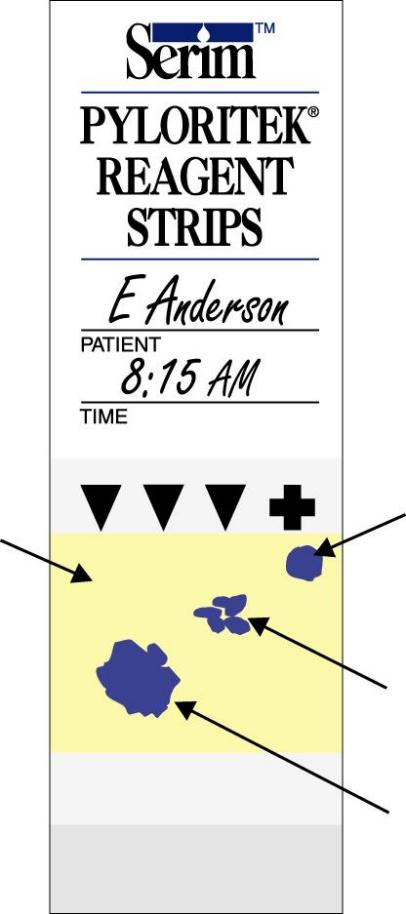 Serim™
PYLORITEK®
REAGENT
STRIPS
E Anderson
PATIENT
8:15 AM
TIME